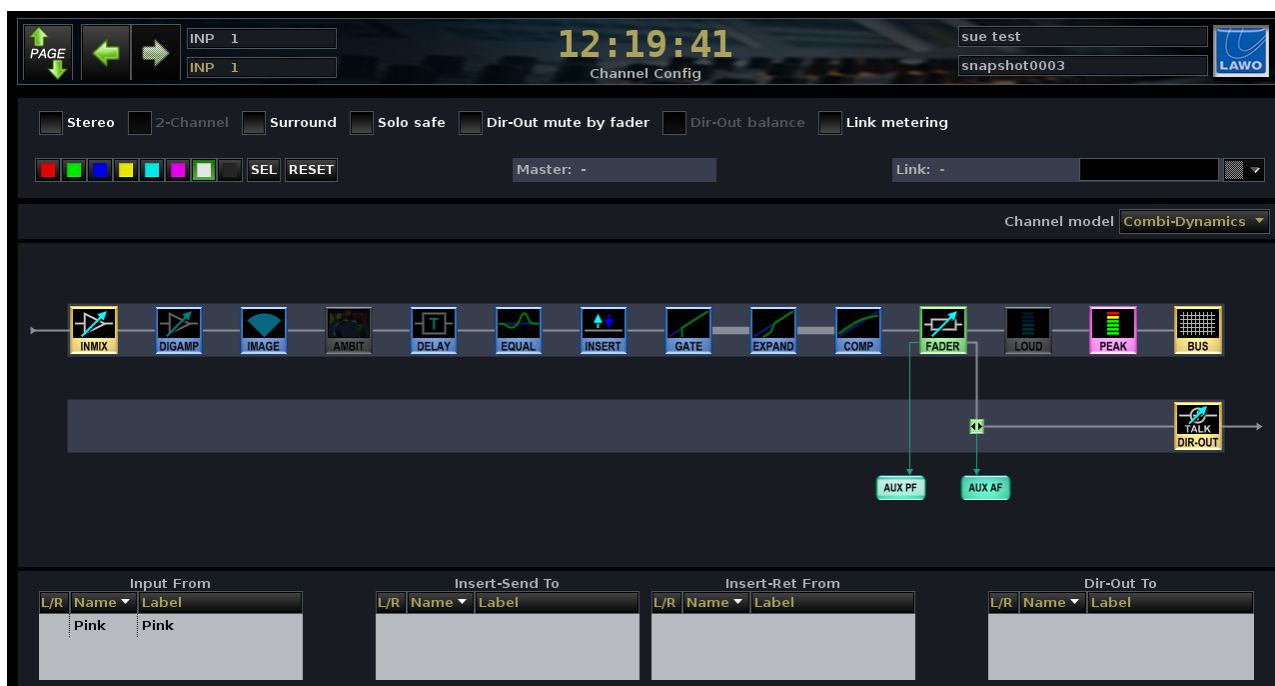 PAGE
INP 1
INP 1
12:19:41
Channel Config
sue test
snapshot0003
LAWO
Stereo 2-Channel Surround Solo safe Dir-Out mute by fader Dir-Out balance Link metering
SEL RESET Master: - Link: -
Channel model Combi-Dynamics
INMIX DIGAMP IMAGE AMBIT T DELAY EQUAL INSERT GATE EXPAND COMP FADER LOUD PEAK BUS
TALK
DIR-OUT
AUX PF AUX AF
Input From Insert-Send To Insert-Ret From Dir-Out To
L/R Name Label L/R Name Label L/R Name Label L/R Name Label
Pink Pink